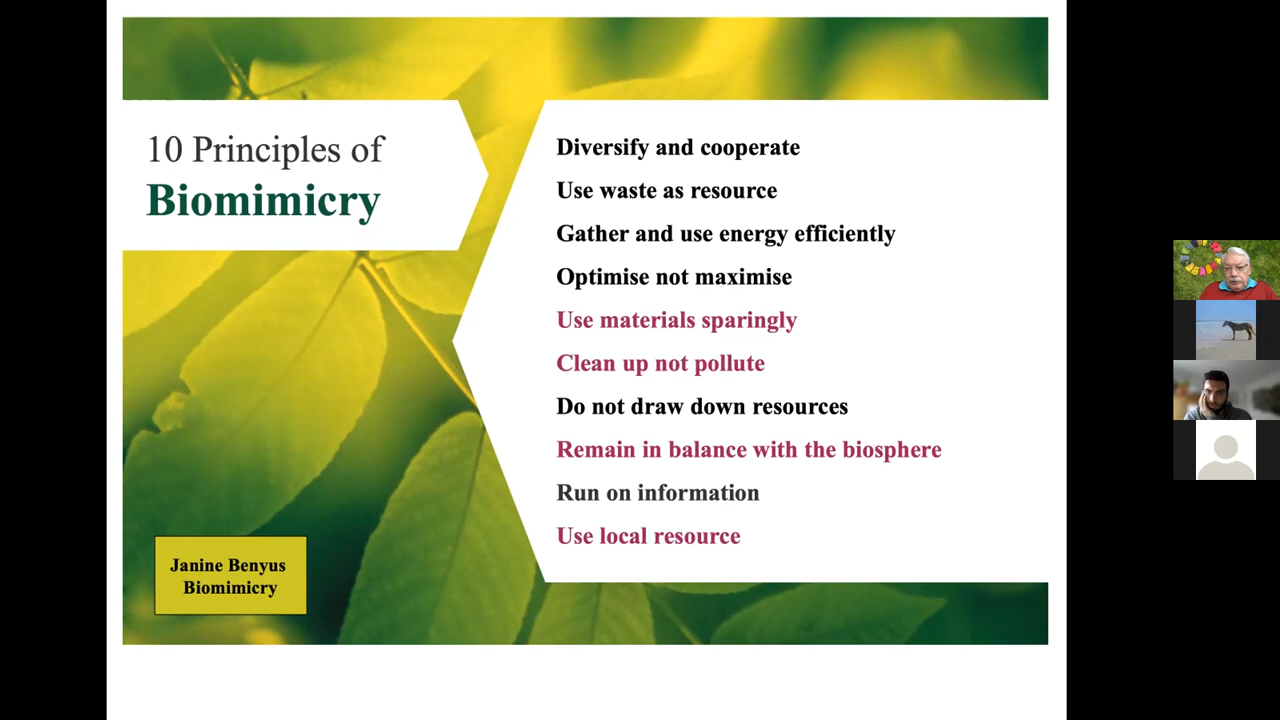 10 Principles of
Biomimicry
Diversify and cooperate
Use waste as resource
Gather and use energy efficiently
Optimise not maximise
Use materials sparingly
Clean up not pollute
Do not draw down resources
Remain in balance with the biosphere
Run on information
Use local resource
Janine Benyus
Biomimicry